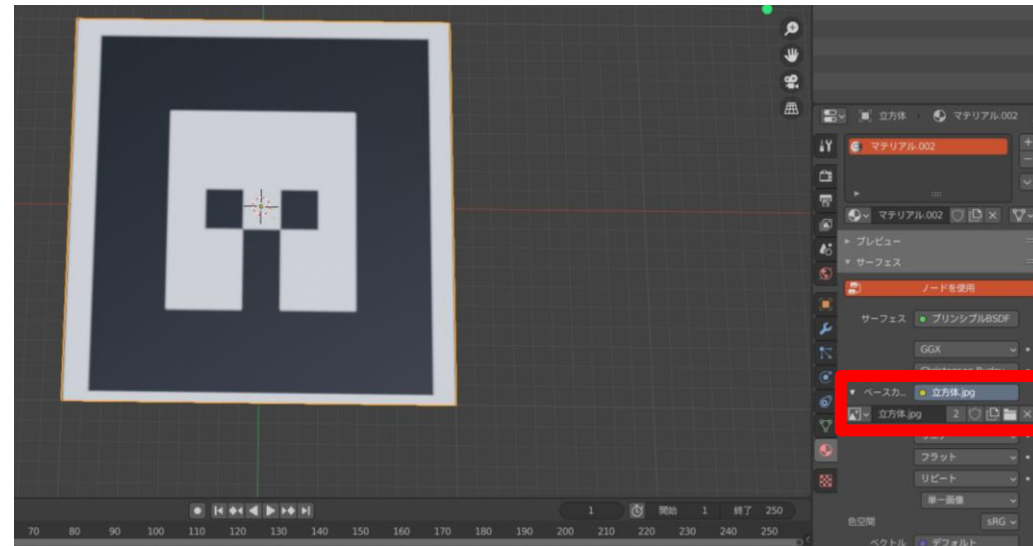 立方体
マテリアル.002
マテリアル.002
マテリアル.002
プレビュー
サーフェス
ノードを使用
サーフェス プリンシプルBSDF
GGX
ベースカ... 立方体.jpg
立方体.jpg 2
フラット
リピート
単一画像
色空間 sRG
ベクトル デフォルト
1 開始 1 終了 250
70 80 90 100 110 120 130 140 150 160 170 180 190 200 210 220 230 240 250